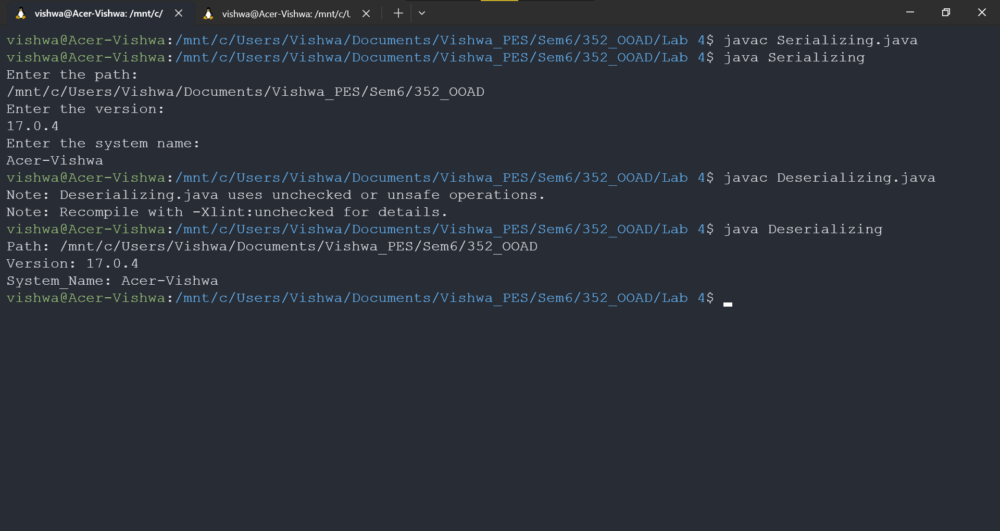 vishwa@Acer-Vishwa: /mnt/c/
vishwa@Acer-Vishwa: /mnt/c/U
vishwa@Acer-Vishwa:/mnt/c/Users/Vishwa/Documents/Vishwa_PES/Sem6/352_OOAD/Lab 4$ javac Serializing.java
vishwa@Acer-Vishwa:/mnt/c/Users/Vishwa/Documents/Vishwa_PES/Sem6/352_OOAD/Lab 4$ java Serializing
Enter the path:
/mnt/c/Users/Vishwa/Documents/Vishwa_PES/Sem6/352_OOAD
Enter the version:
17.0.4
Enter the system name:
Acer-Vishwa
vishwa@Acer-Vishwa:/mnt/c/Users/Vishwa/Documents/Vishwa_PES/Sem6/352_OOAD/Lab 4$ javac Deserializing.java
Note: Deserializing.java uses unchecked or unsafe operations.
Note: Recompile with -Xlint:unchecked for details.
vishwa@Acer-Vishwa:/mnt/c/Users/Vishwa/Documents/Vishwa_PES/Sem6/352_OOAD/Lab 4$ java Deserializing
Path: /mnt/c/Users/Vishwa/Documents/Vishwa_PES/Sem6/352_OOAD
Version: 17.0.4
System_Name: Acer-Vishwa
vishwa@Acer-Vishwa:/mnt/c/Users/Vishwa/Documents/Vishwa_PES/Sem6/352_OOAD/Lab 4$